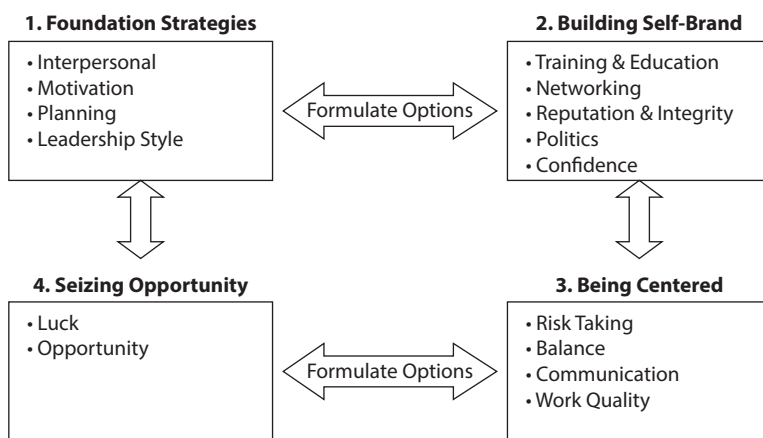 1. Foundation Strategies
• Interpersonal
• Motivation
• Planning
• Leadership Style
Formulate Options
2. Building Self-Brand
• Training & Education
• Networking
• Reputation & Integrity
• Politics
• Confidence
4. Seizing Opportunity
• Luck
• Opportunity
Formulate Options
3. Being Centered
• Risk Taking
• Balance
• Communication
• Work Quality